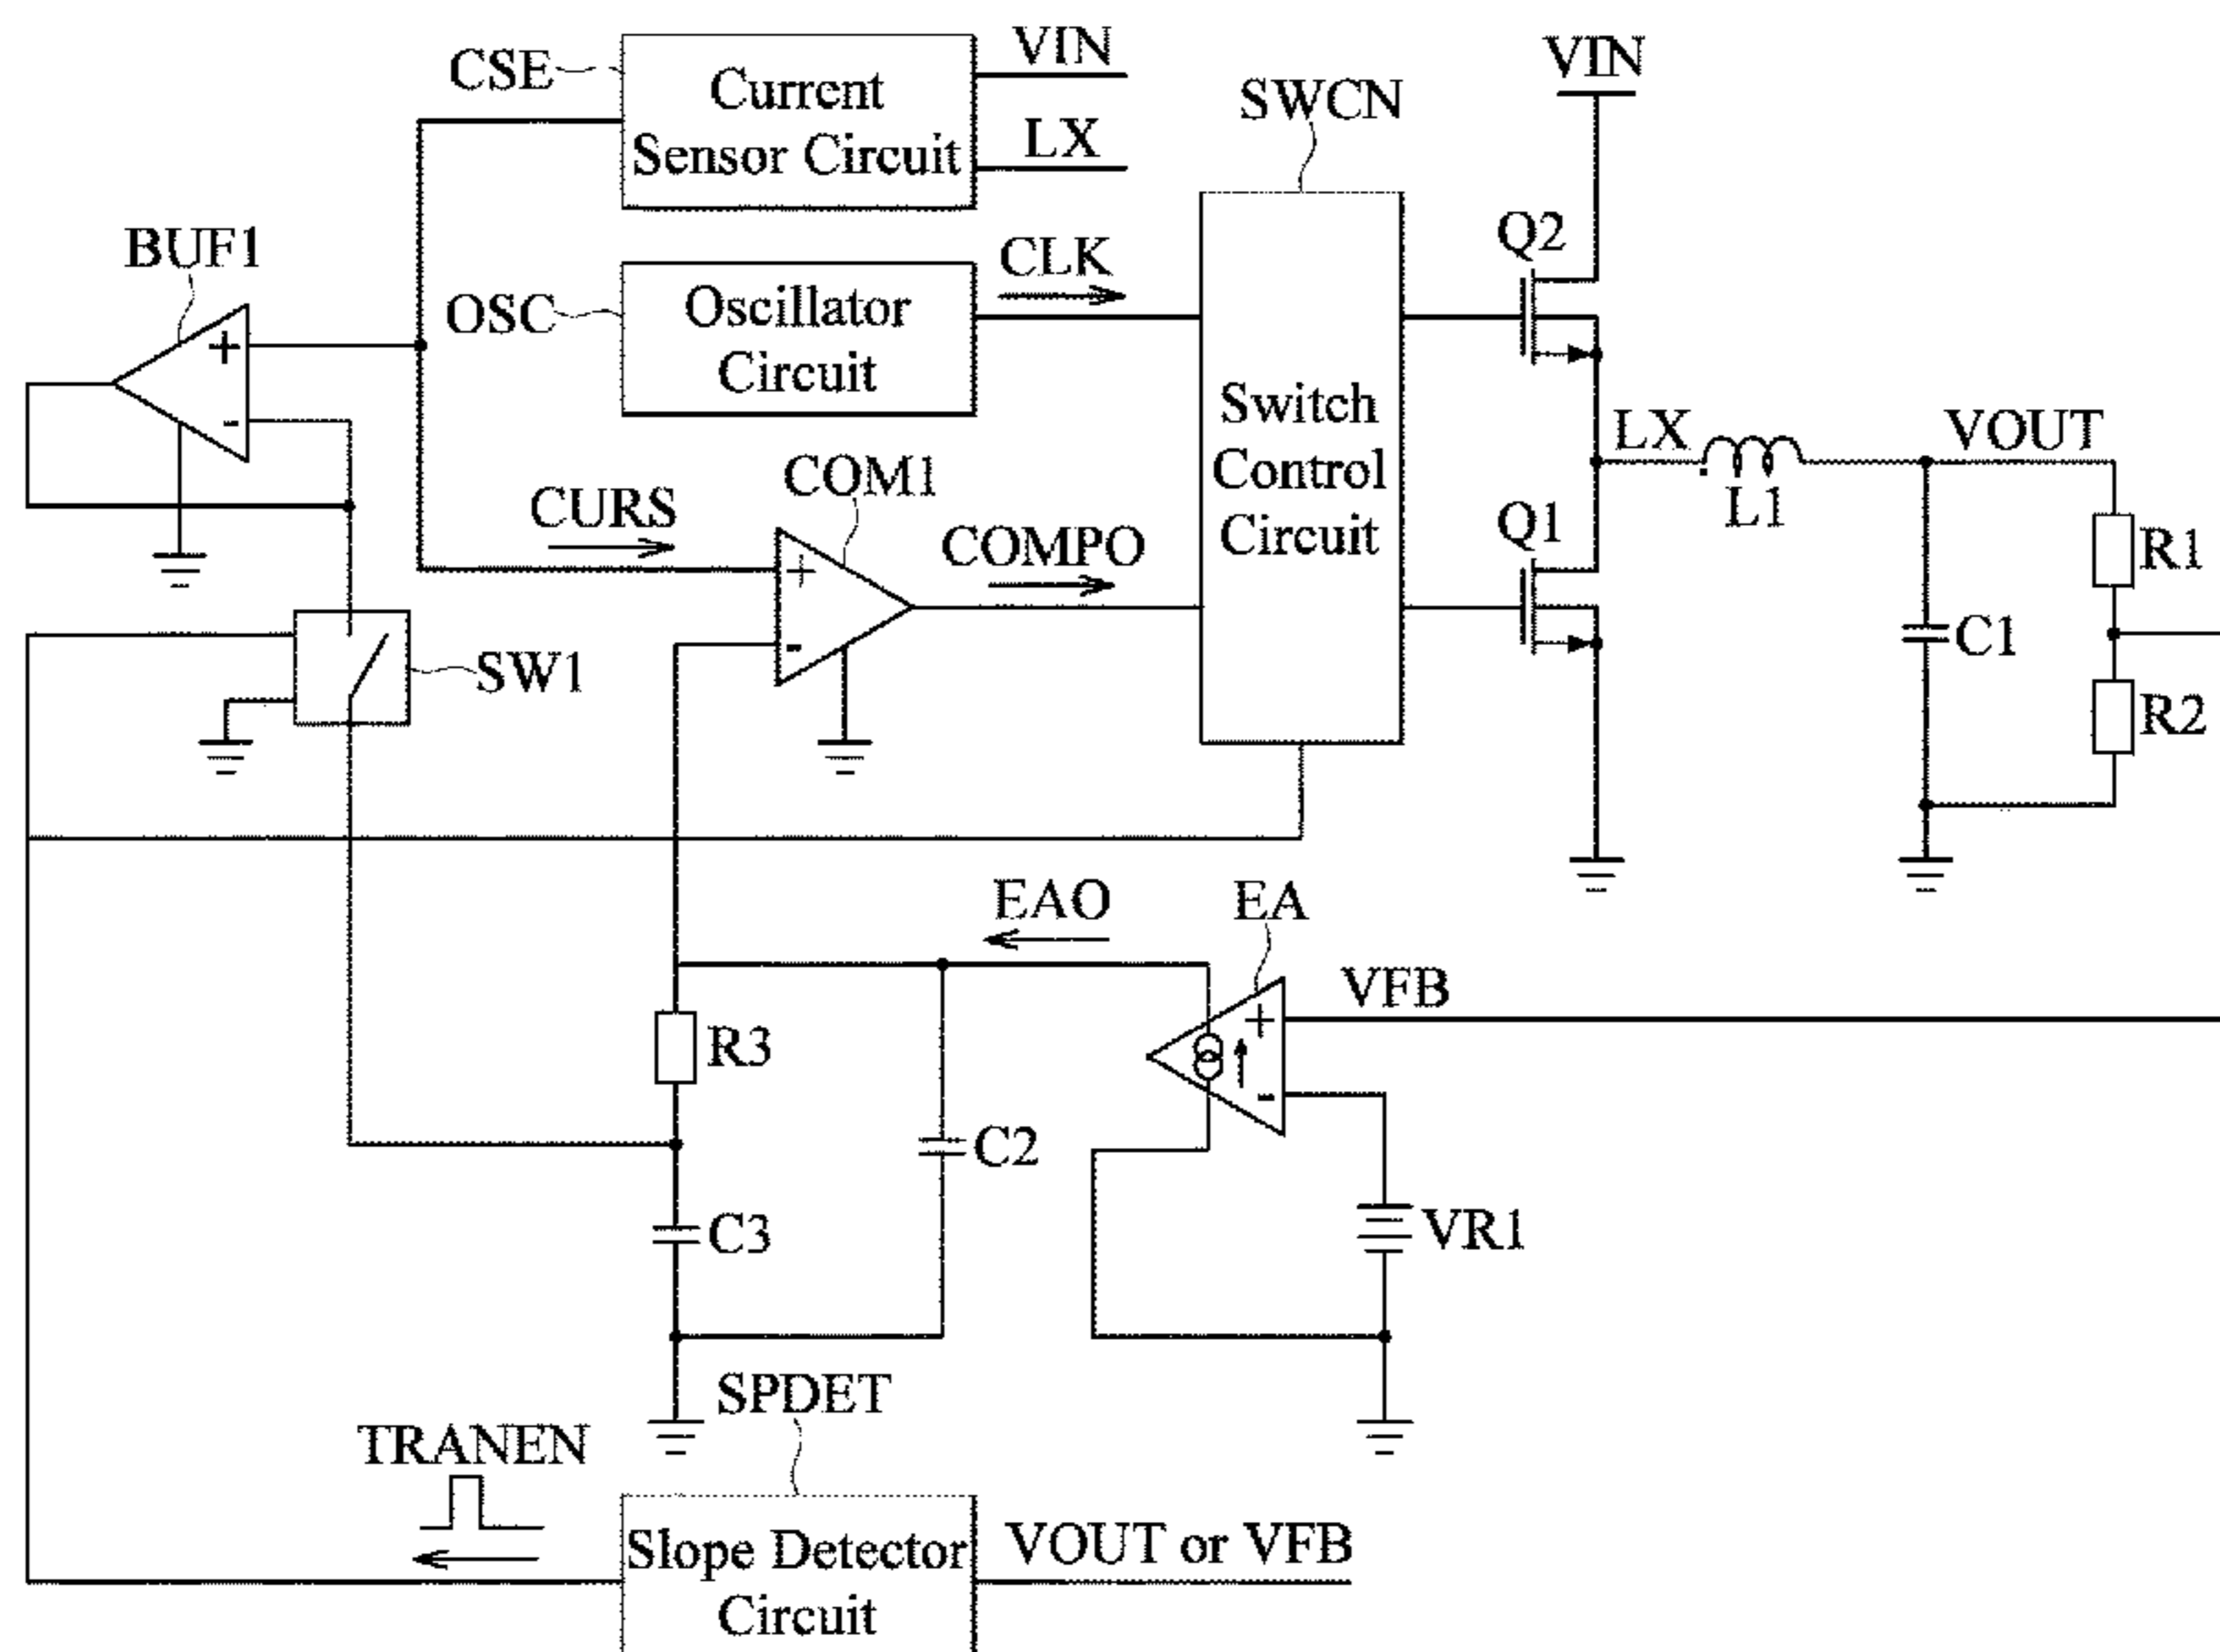 VIN
CSE
Current
Sensor Circuit
LX
VIN
SWCN
BUF1
+
-
OSC
Oscillator
Circuit
CLK
Q2
Switch
Control
Circuit
LX
L1
VOUT
CURS
COM1
+
-
COMPO
Q1
R1
C1
R2
SW1
EAO
EA
+
-
VFB
R3
C2
C3
VR1
SPDET
TRANEN
Slope Detector
Circuit
VOUT or VFB